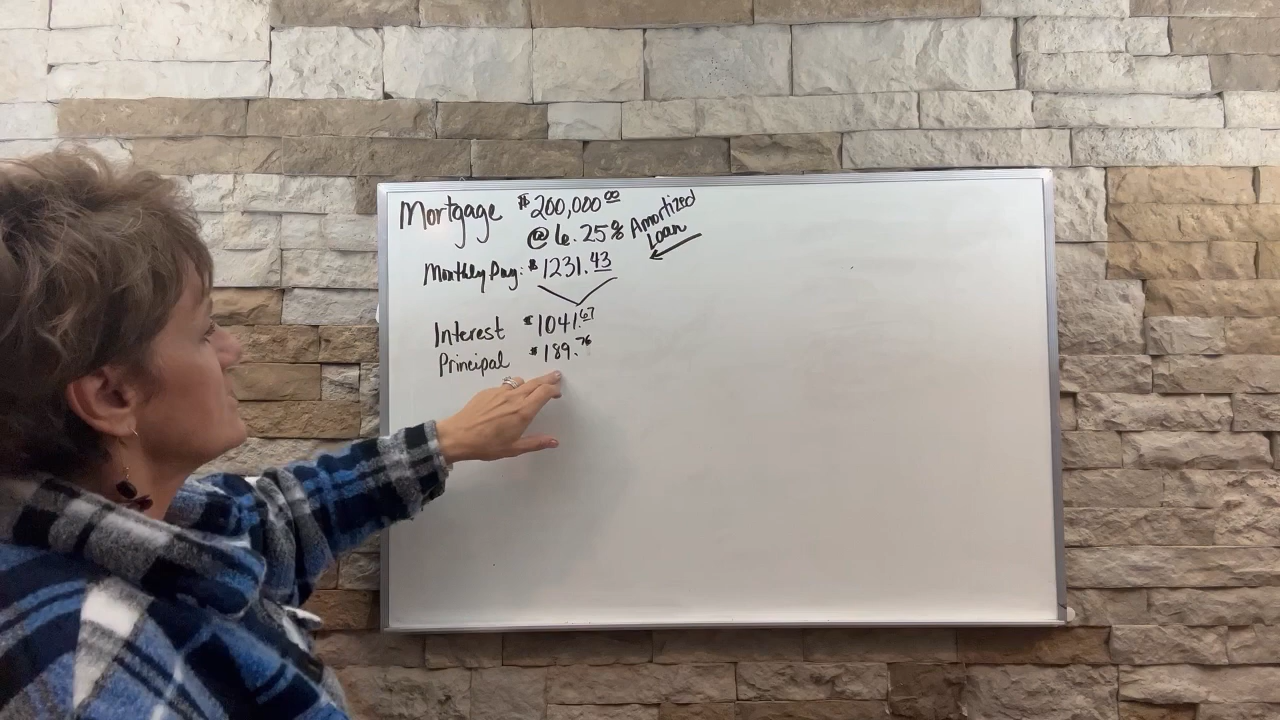 Mortgage $200,000.00
@ 6.25% Amortized Loan
Monthly Pay: $1231.43
Interest $1041.67
Principal $189.76